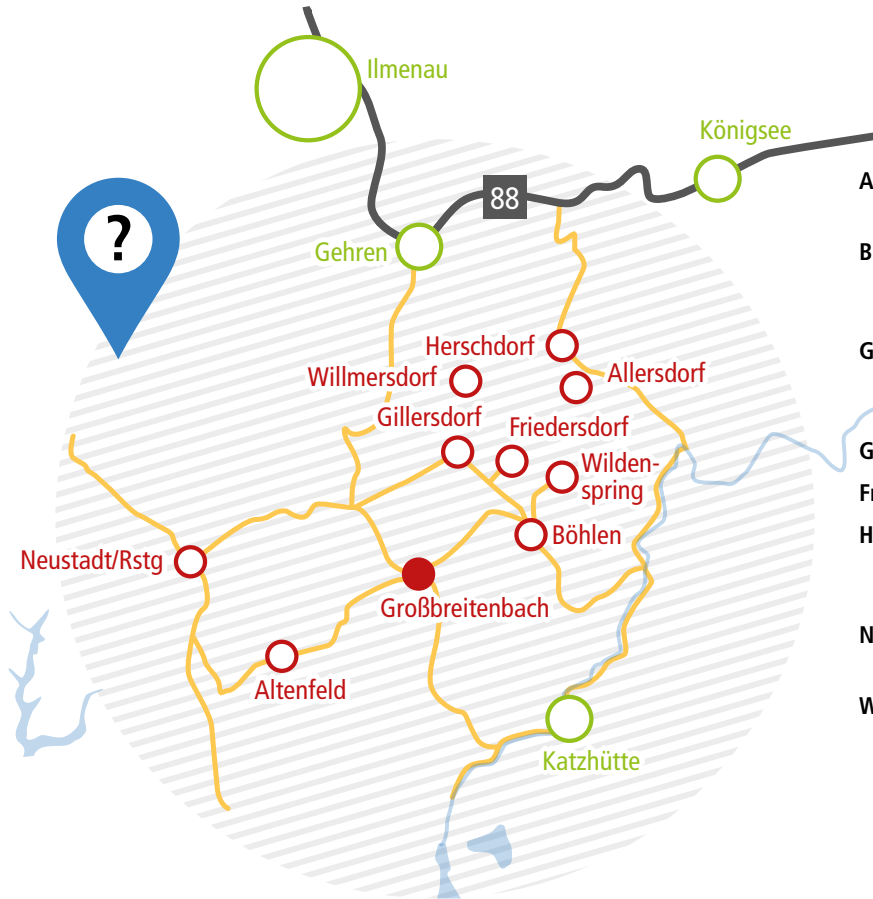 Ilmenau
Königsee
88
A
?
Gehren
B
Herschdorf
G
Willmersdorf
Allersdorf
Gillersdorf
Friedersdorf
G
Wilden-
spring
Fr
Böhlen
H
Neustadt/Rstg
Großbreitenbach
N
Altenfeld
W
Katzhütte